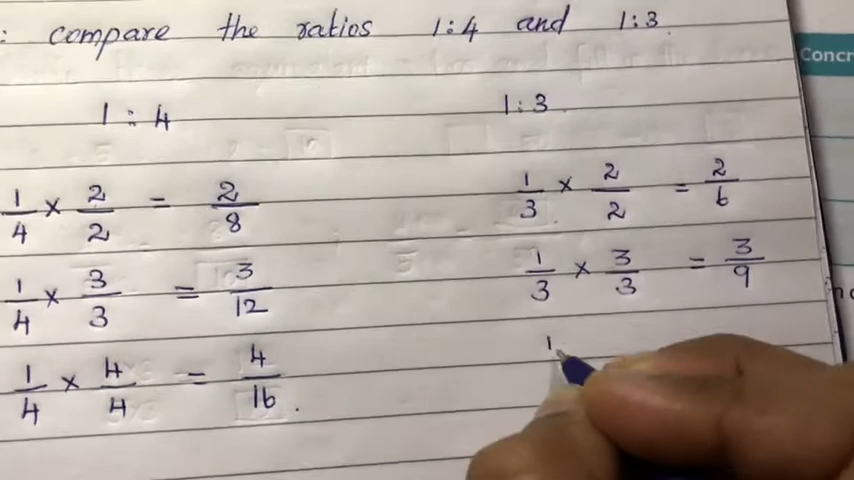 : compare the ratios 1:4 and 1:3.
Concr
1 : 4
1 : 3.
1/4 × 2/2 = 2/8
1/3 × 2/2 = 2/6
1/4 × 3/3 = 3/12
1/3 × 3/3 = 3/9
1/4 × 4/4 = 4/16.
1